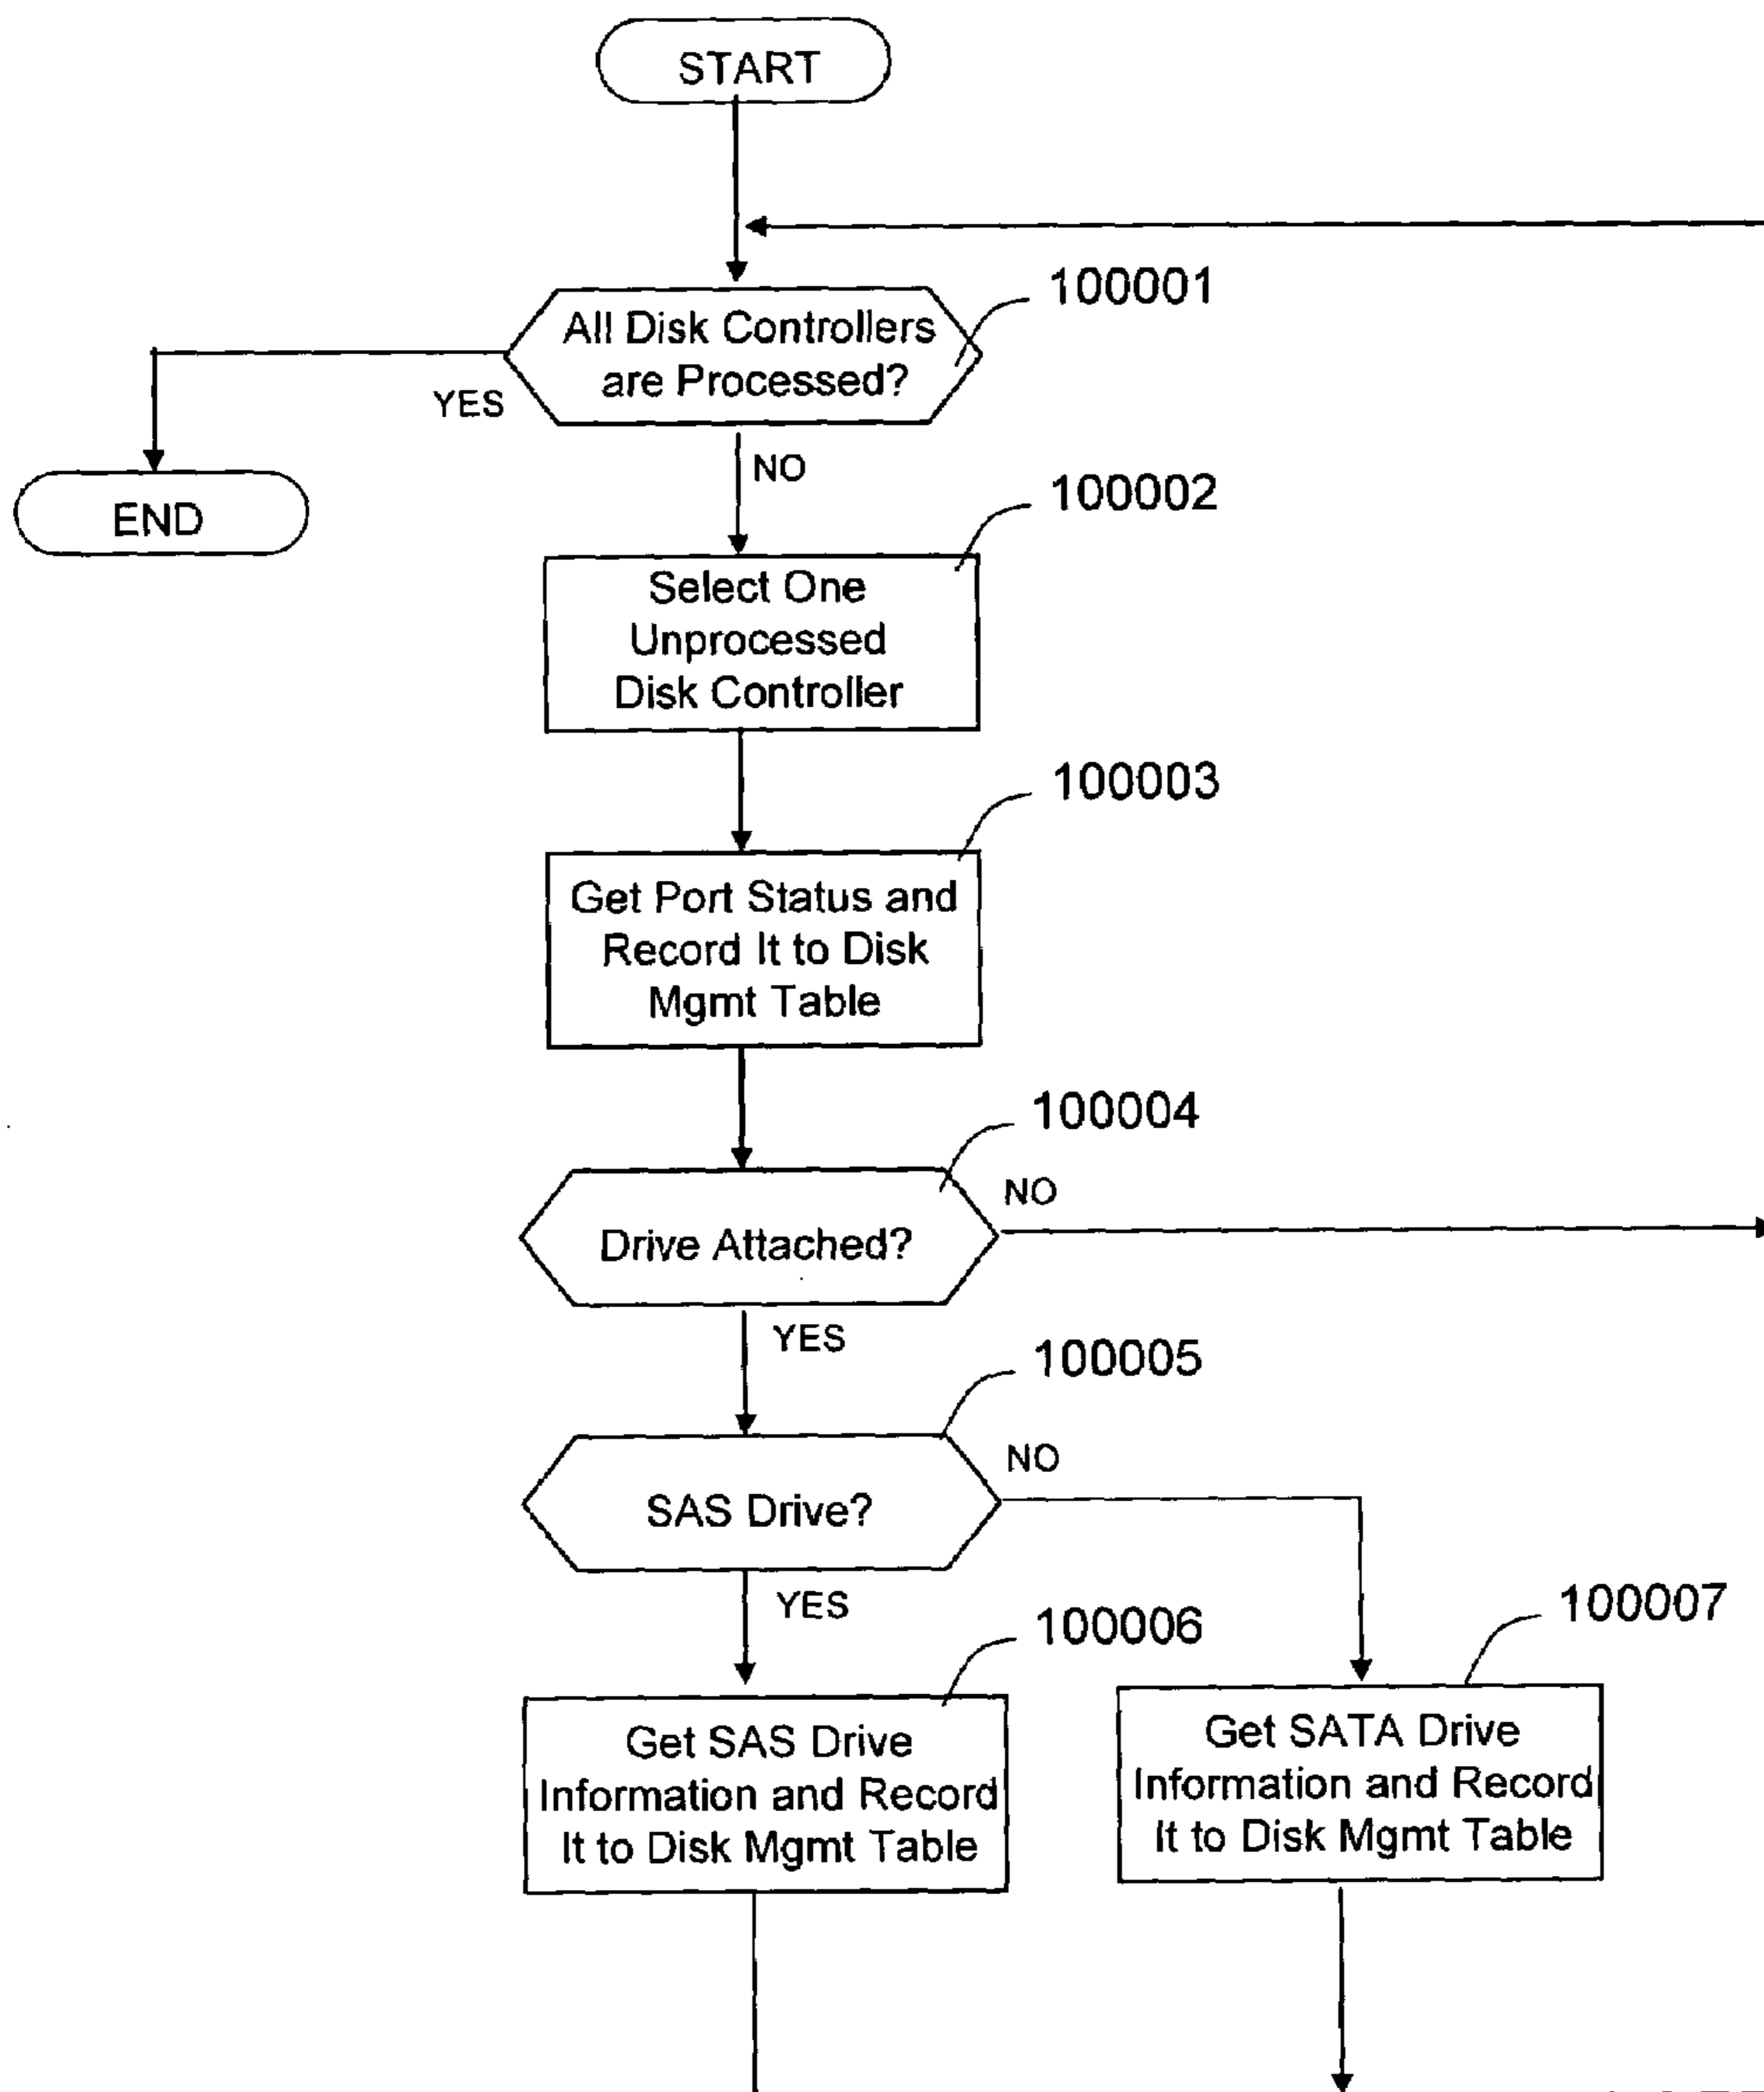 START
100001
All Disk Controllers
are Processed?
YES
NO
END
100002
Select One
Unprocessed
Disk Controller
100003
Get Port Status and
Record It to Disk
Mgmt Table
100004
NO
Drive Attached?
YES
100005
NO
SAS Drive?
YES
100006
100007
Get SAS Drive
Information and Record
It to Disk Mgmt Table
Get SATA Drive
Information and Record
It to Disk Mgmt Table